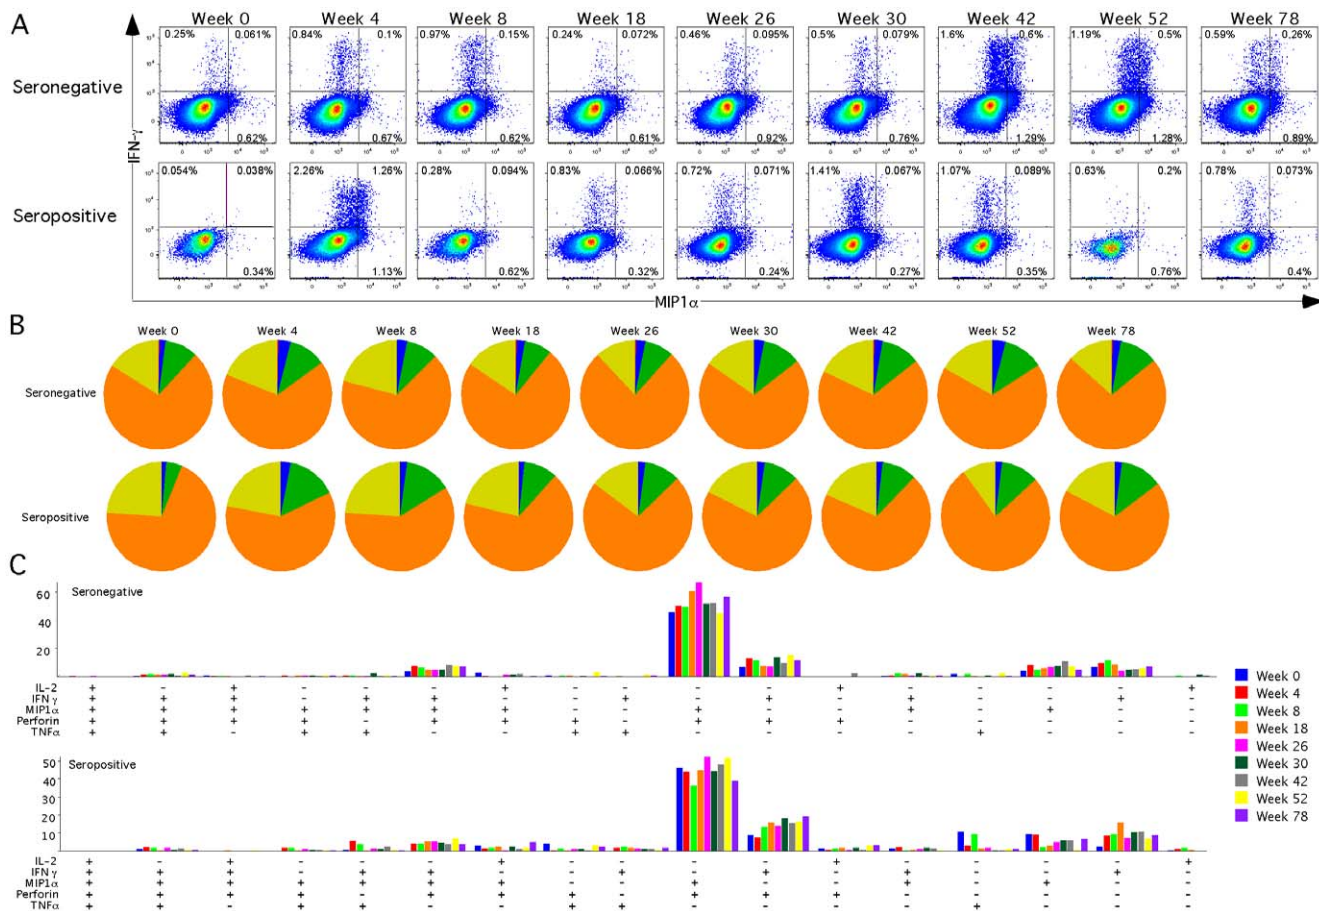 A
Week 0 Week 4 Week 8 Week 18 Week 26 Week 30 Week 42 Week 52 Week 78
Seronegative
0.25% 0.061% 0.84% 0.1% 0.97% 0.15% 0.24% 0.072% 0.46% 0.095% 0.5% 0.079% 1.6% 0.6% 1.19% 0.5% 0.59% 0.26%
0.62% 0.67% 0.62% 0.61% 0.92% 0.76% 1.29% 1.28% 0.89%
IFN-γ
Seropositive
0.054% 0.038% 2.26% 1.26% 0.28% 0.094% 0.83% 0.066% 0.72% 0.071% 1.41% 0.067% 1.07% 0.089% 0.63% 0.2% 0.78% 0.073%
0.34% 1.13% 0.62% 0.32% 0.24% 0.27% 0.35% 0.76% 0.4%
MIP1α
B
Week 0 Week 4 Week 8 Week 18 Week 26 Week 30 Week 42 Week 52 Week 78
Seronegative
Seropositive
C
Seronegative
60
40
20
IL-2 + - + - - - + - - - - + - - - - +
IFNγ + + + - + + - - + - + - + - - + -
MIP1α + + + + + + + - - + - - + - + - -
Perforin + + + + - + + + - + + + - - - - -
TNFα + + - + + - - + + - - - - + - - -
Seropositive
50
40
30
20
10
IL-2 + - + - - - + - - - - + - - - - +
IFNγ + + + - + + - - + - + - + - - + -
MIP1α + + + + + + + - - + - - + - + - -
Perforin + + + + - + + + - + + + - - - - -
TNFα + + - + + - - + + - - - - + - - -
Week 0
Week 4
Week 8
Week 18
Week 26
Week 30
Week 42
Week 52
Week 78